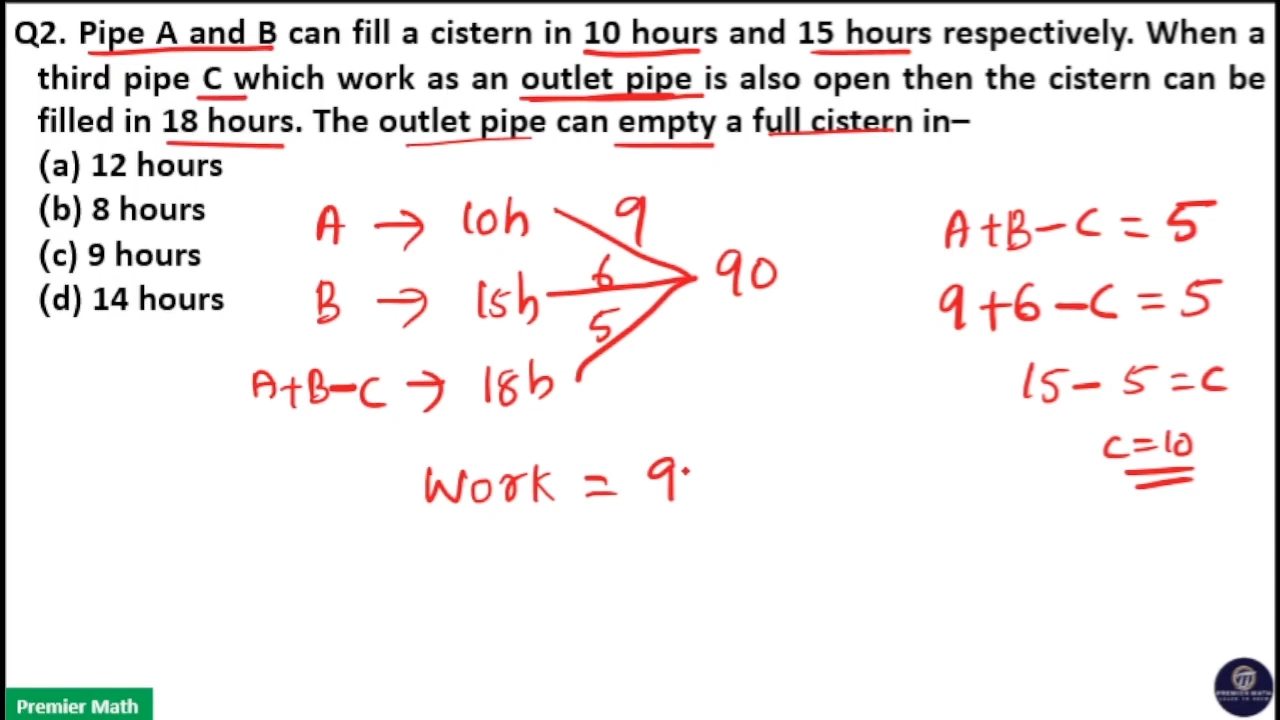 Q2. Pipe A and B can fill a cistern in 10 hours and 15 hours respectively. When a
third pipe C which work as an outlet pipe is also open then the cistern can be
filled in 18 hours. The outlet pipe can empty a full cistern in–
(a) 12 hours
(b) 8 hours
(c) 9 hours
(d) 14 hours
A → 10h 9
B → 15h 6 90
A+B-C → 18h 5
Work = 9
A+B-C = 5
9+6-C = 5
15-5=C
C=10
Premier Math
PREMIER MATH